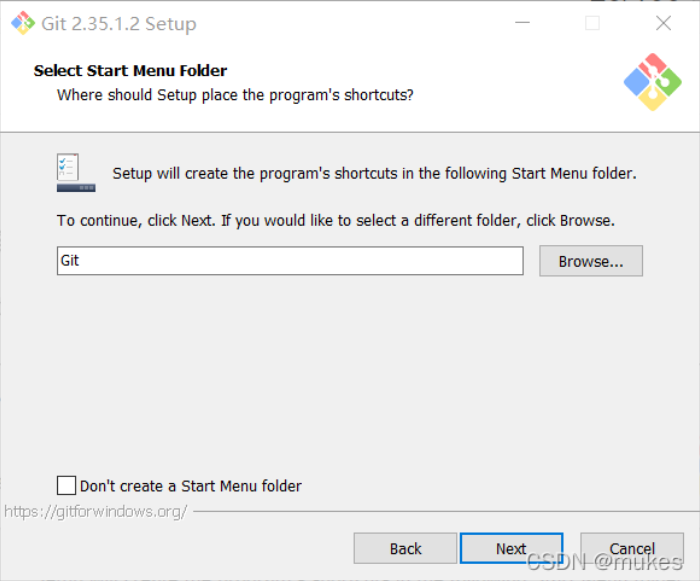 Git 2.35.1.2 Setup
Select Start Menu Folder
Where should Setup place the program's shortcuts?
Setup will create the program's shortcuts in the following Start Menu folder.
To continue, click Next. If you would like to select a different folder, click Browse.
Git
Browse...
Don't create a Start Menu folder
https://gitforwindows.org/
Back
Next
Cancel
CSDN @mukes